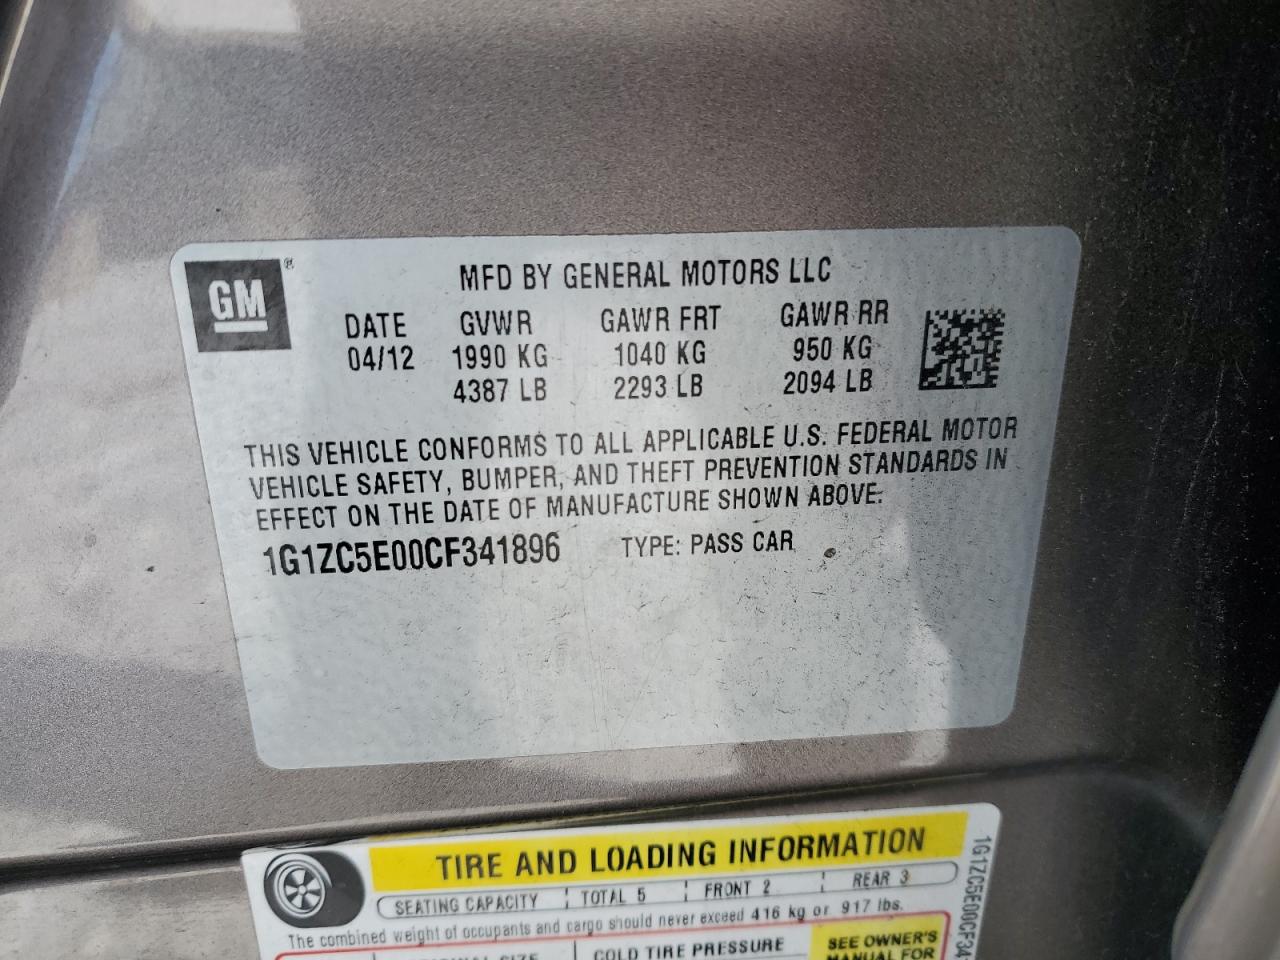 GM ®
MFD BY GENERAL MOTORS LLC
DATE GVWR GAWR FRT GAWR RR
04/12 1990 KG 1040 KG 950 KG
4387 LB 2293 LB 2094 LB
THIS VEHICLE CONFORMS TO ALL APPLICABLE U.S. FEDERAL MOTOR
VEHICLE SAFETY, BUMPER, AND THEFT PREVENTION STANDARDS IN
EFFECT ON THE DATE OF MANUFACTURE SHOWN ABOVE.
1G1ZC5E00CF341896 TYPE: PASS CAR
TIRE AND LOADING INFORMATION
SEATING CAPACITY TOTAL 5 FRONT 2 REAR 3
The combined weight of occupants and cargo should never exceed 416 kg or 917 lbs.
COLD TIRE PRESSURE
SEE OWNER'S
MANUAL FOR
1G1ZC5E00CF34